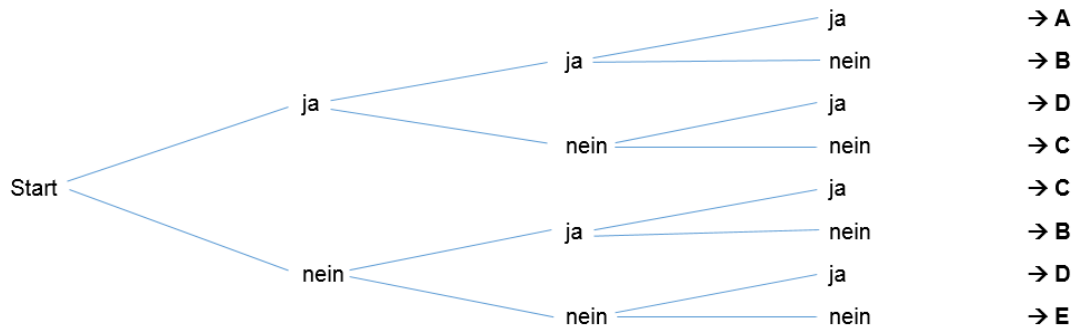 ja → A
ja nein → B
ja ja → D
nein nein → C
Start ja → C
ja nein → B
nein ja → D
nein nein → E